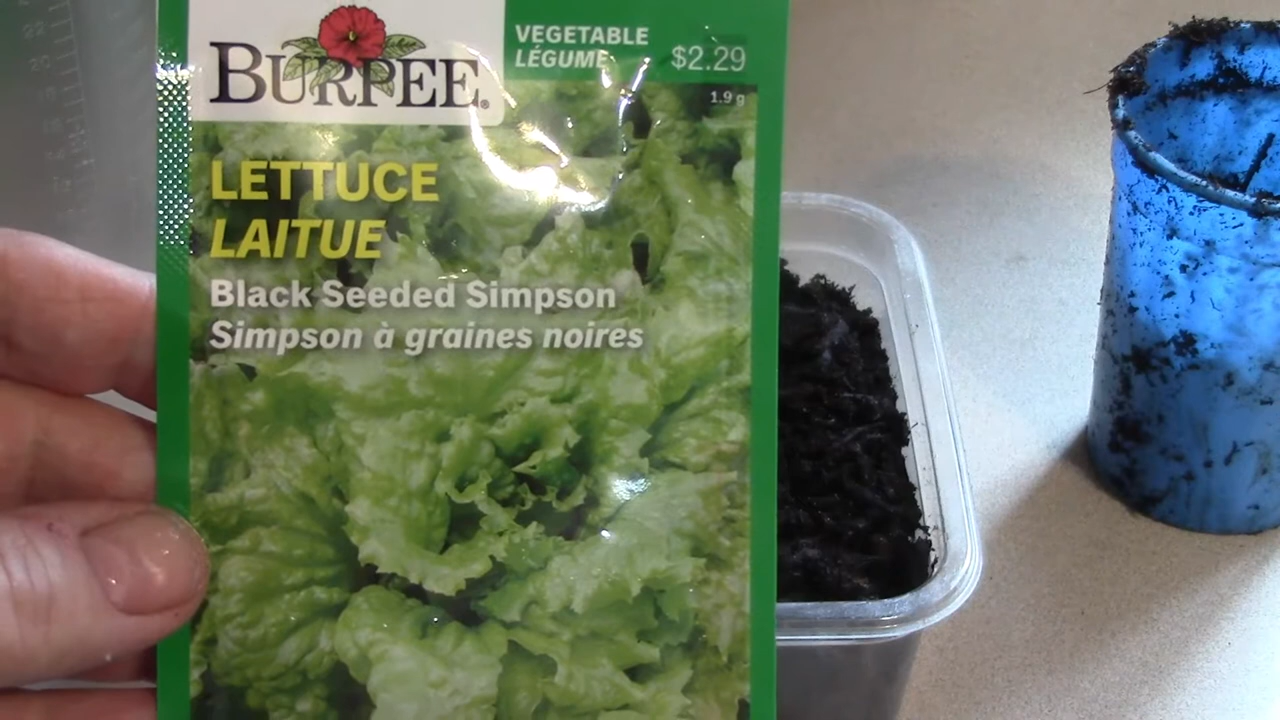 BURPEE®
VEGETABLE
LÉGUME
$2.29
1.9 g
LETTUCE
LAITUE
Black Seeded Simpson
Simpson à graines noires